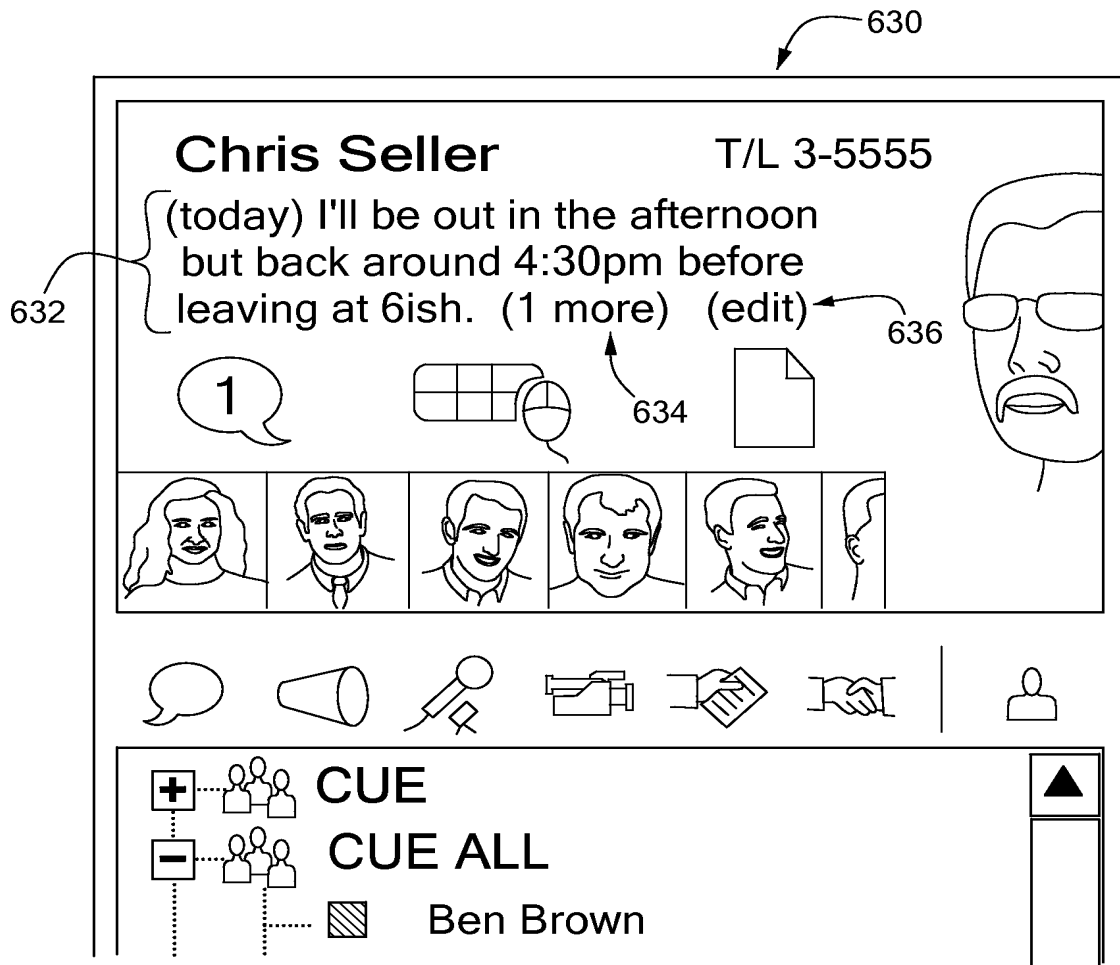 630
Chris Seller T/L 3-5555
(today) I'll be out in the afternoon
but back around 4:30pm before
leaving at 6ish. (1 more) (edit)
632
636
634
1
CUE
CUE ALL
Ben Brown